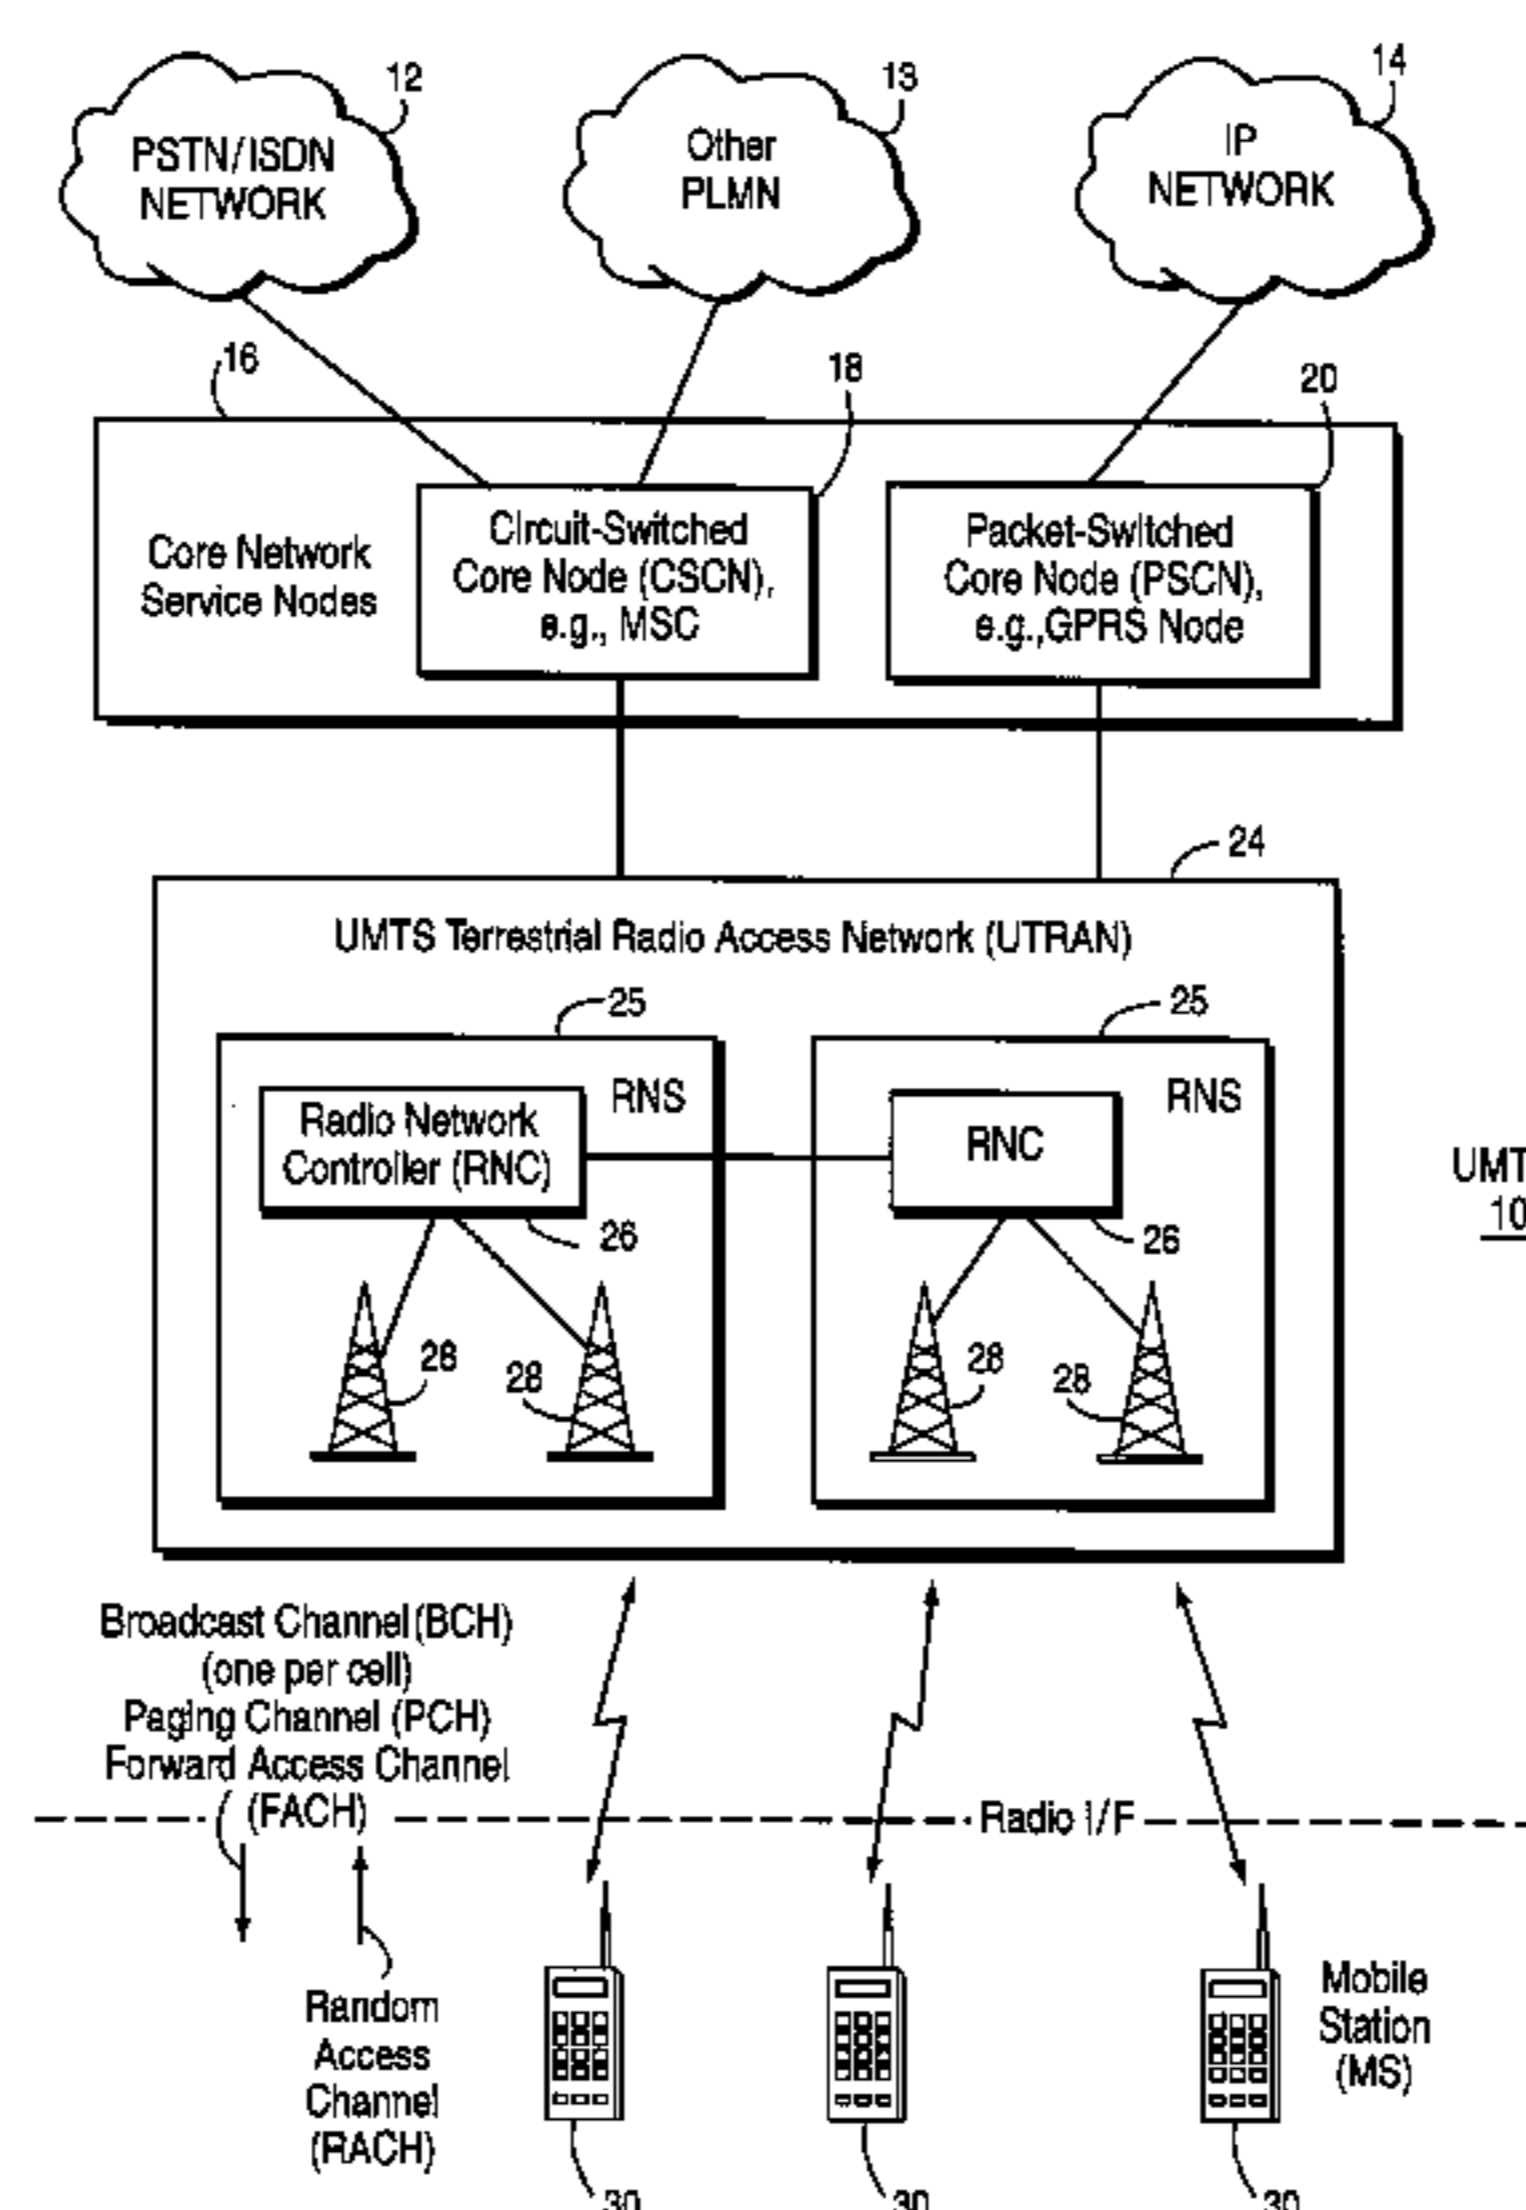 12
13
14
PSTN/ISDN
NETWORK
Other
PLMN
IP
NETWORK
16
18
20
Core Network
Service Nodes
Circuit-Switched
Core Node (CSCN),
e.g., MSC
Packet-Switched
Core Node (PSCN),
e.g.,GPRS Node
24
UMTS Terrestrial Radio Access Network (UTRAN)
25
25
RNS
RNS
Radio Network
Controller (RNC)
RNC
UMT
10
26
26
28
28
28
28
Broadcast Channel (BCH)
(one per cell)
Paging Channel (PCH)
Forward Access Channel
(FACH)
Radio I/F
Random
Access
Channel
(RACH)
Mobile
Station
(MS)
30
30
30